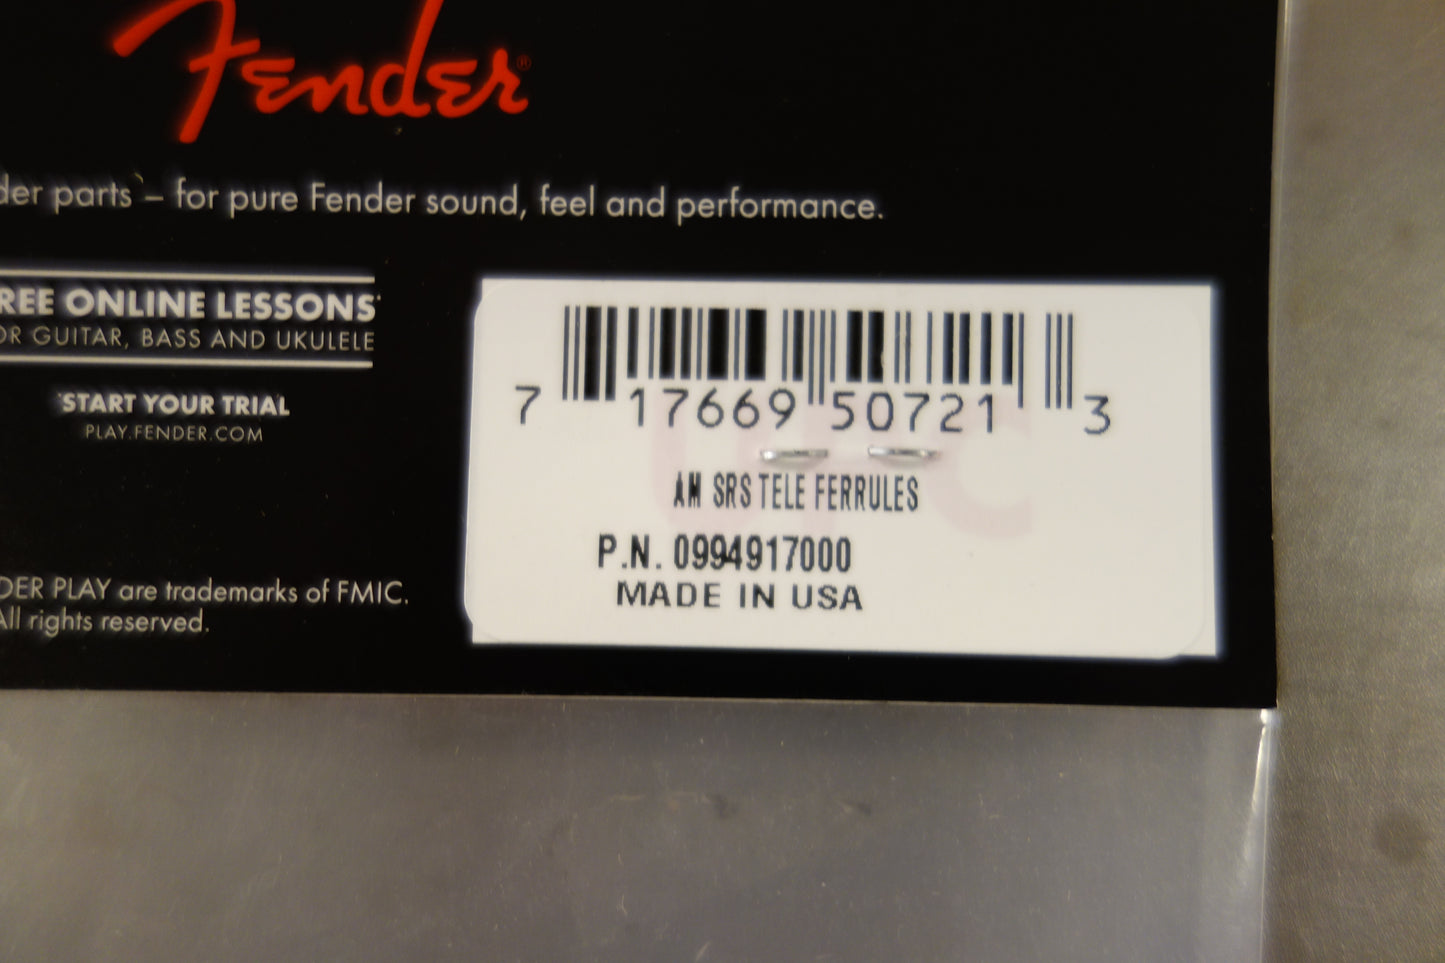 Fender®
der parts – for pure Fender sound, feel and performance.
REE ONLINE LESSONS
OR GUITAR, BASS AND UKULELE
START YOUR TRIAL
PLAY.FENDER.COM
DER PLAY are trademarks of FMIC.
All rights reserved.
UPC
7 17669 50721 3
AM SRS TELE FERRULES
P.N. 0994917000
MADE IN USA